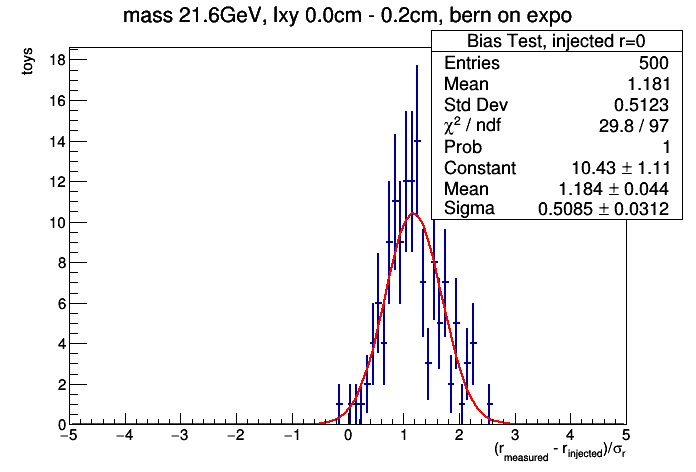 mass 21.6GeV, lxy 0.0cm - 0.2cm, bern on expo
toys
Bias Test, injected r=0
Entries 500
Mean 1.181
Std Dev 0.5123
χ² / ndf 29.8 / 97
Prob 1
Constant 10.43 ± 1.11
Mean 1.184 ± 0.044
Sigma 0.5085 ± 0.0312
18
16
14
12
10
8
6
4
2
0
−5 −4 −3 −2 −1 0 1 2 3 4 5
(r_measured - r_injected)/σ_r